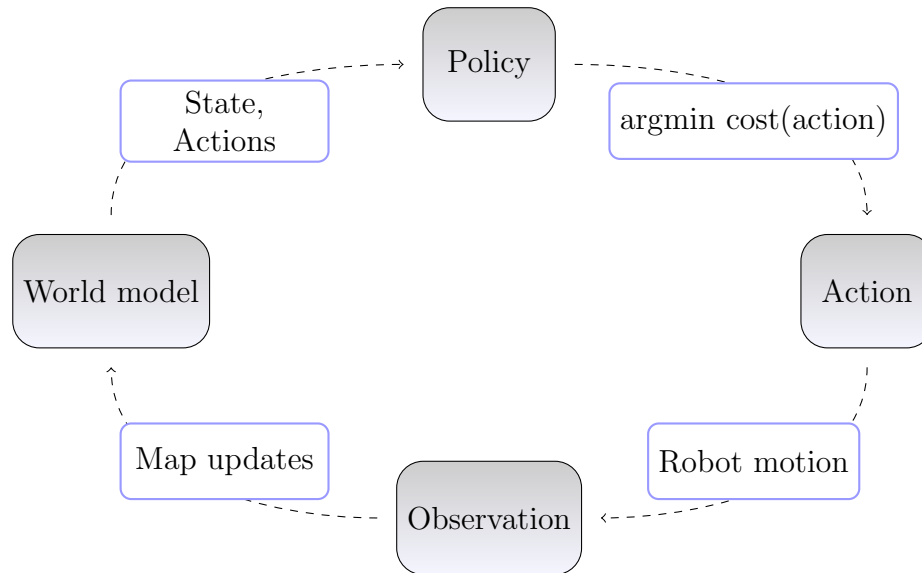 Policy
State,
Actions
argmin cost(action)
World model
Action
Map updates
Robot motion
Observation